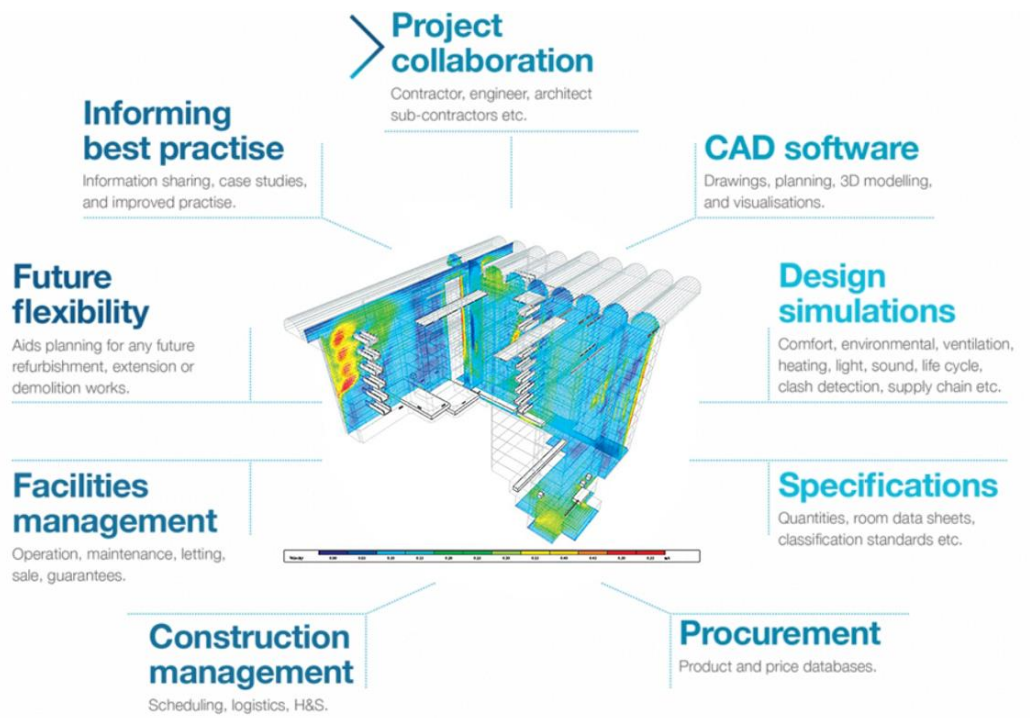 Project
collaboration
Contractor, engineer, architect
sub-contractors etc.
CAD software
Drawings, planning, 3D modelling,
and visualisations.
Design
simulations
Comfort, environmental, ventilation,
heating, light, sound, life cycle,
clash detection, supply chain etc.
Specifications
Quantities, room data sheets,
classification standards etc.
Procurement
Product and price databases.
Construction
management
Scheduling, logistics, H&S.
Facilities
management
Operation, maintenance, letting,
sale, guarantees.
Future
flexibility
Aids planning for any future
refurbishment, extension or
demolition works.
Informing
best practise
Information sharing, case studies,
and improved practise.